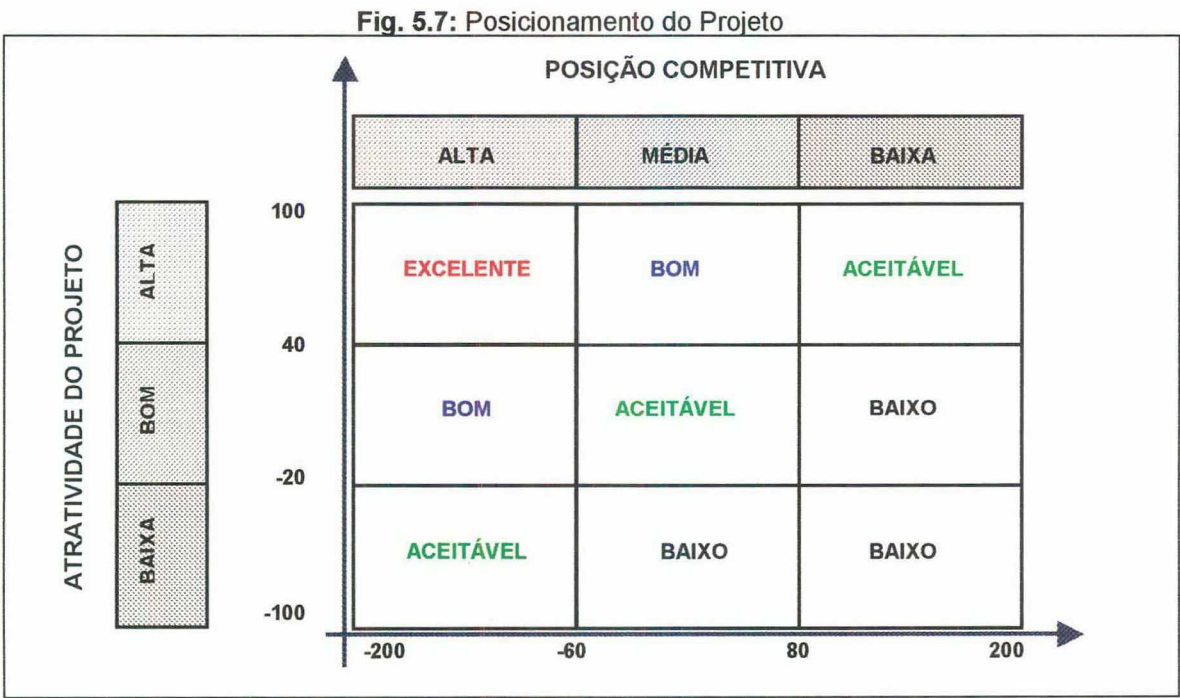 Fig. 5.7: Posicionamento do Projeto
POSIÇÃO COMPETITIVA
ALTA MÉDIA BAIXA
ATRATIVIDADE DO PROJETO
ALTA
BOM
BAIXA
100
EXCELENTE BOM ACEITÁVEL
40
BOM ACEITÁVEL BAIXO
-20
ACEITÁVEL BAIXO BAIXO
-100
-200 -60 80 200